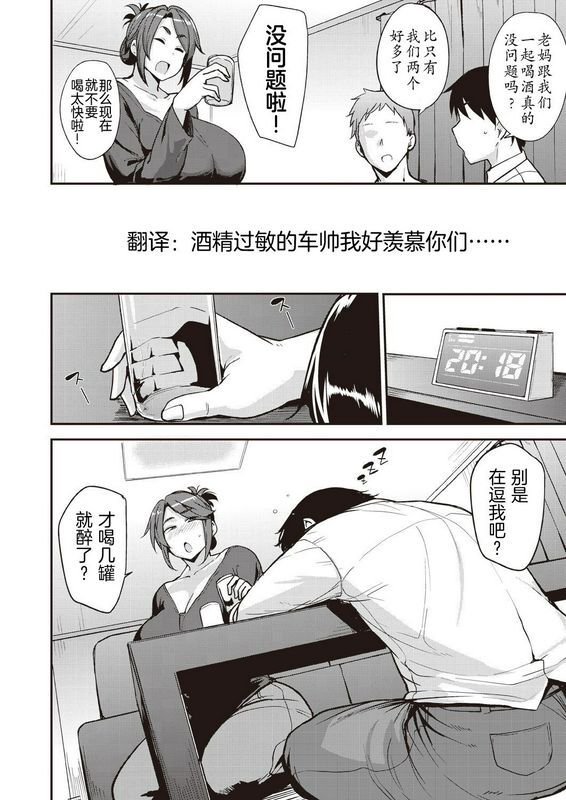 老妈跟我们
一起喝酒真的
没问题吗？
比只有
我们两个
好多了
没问题啦！
那么现在
就不要
喝太快啦！
翻译：酒精过敏的车帅我好羡慕你们……
20:18
别是
在逗我吧？
才喝几罐
就醉了？